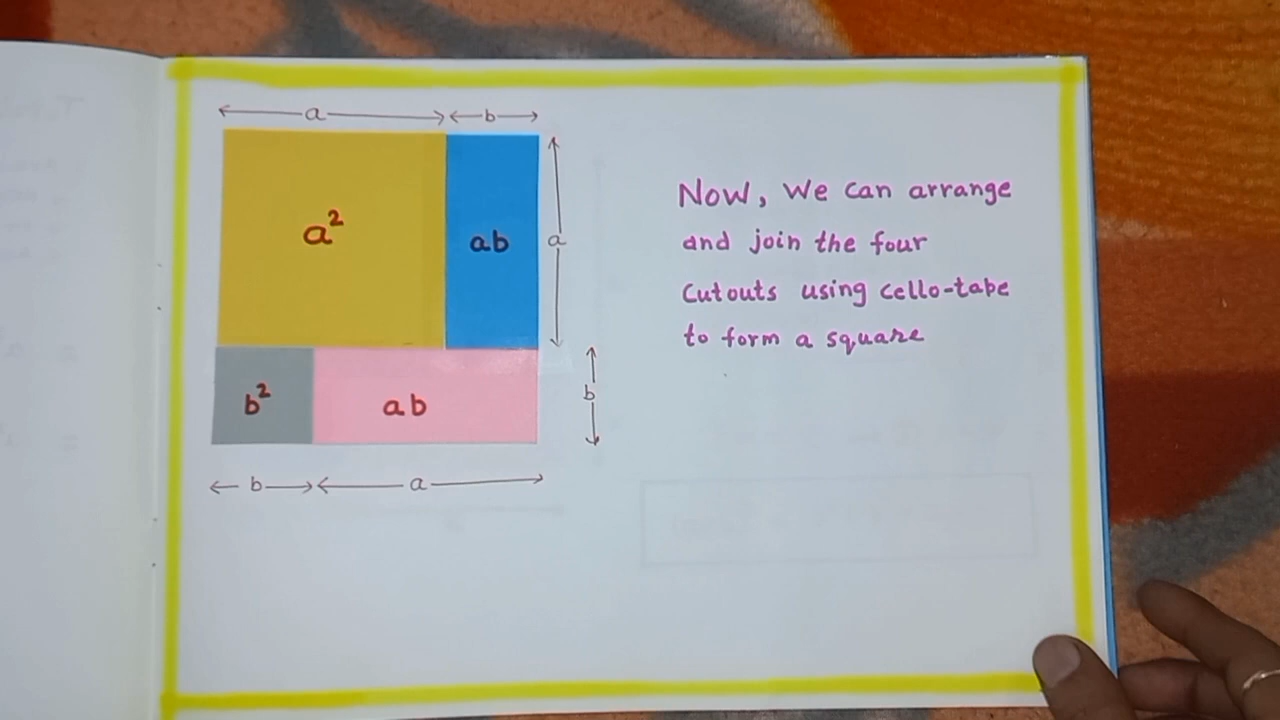 a b
a²
ab
a
b²
ab
b
b a
Now, We can arrange
and join the four
Cutouts using cello-tape
to form a square